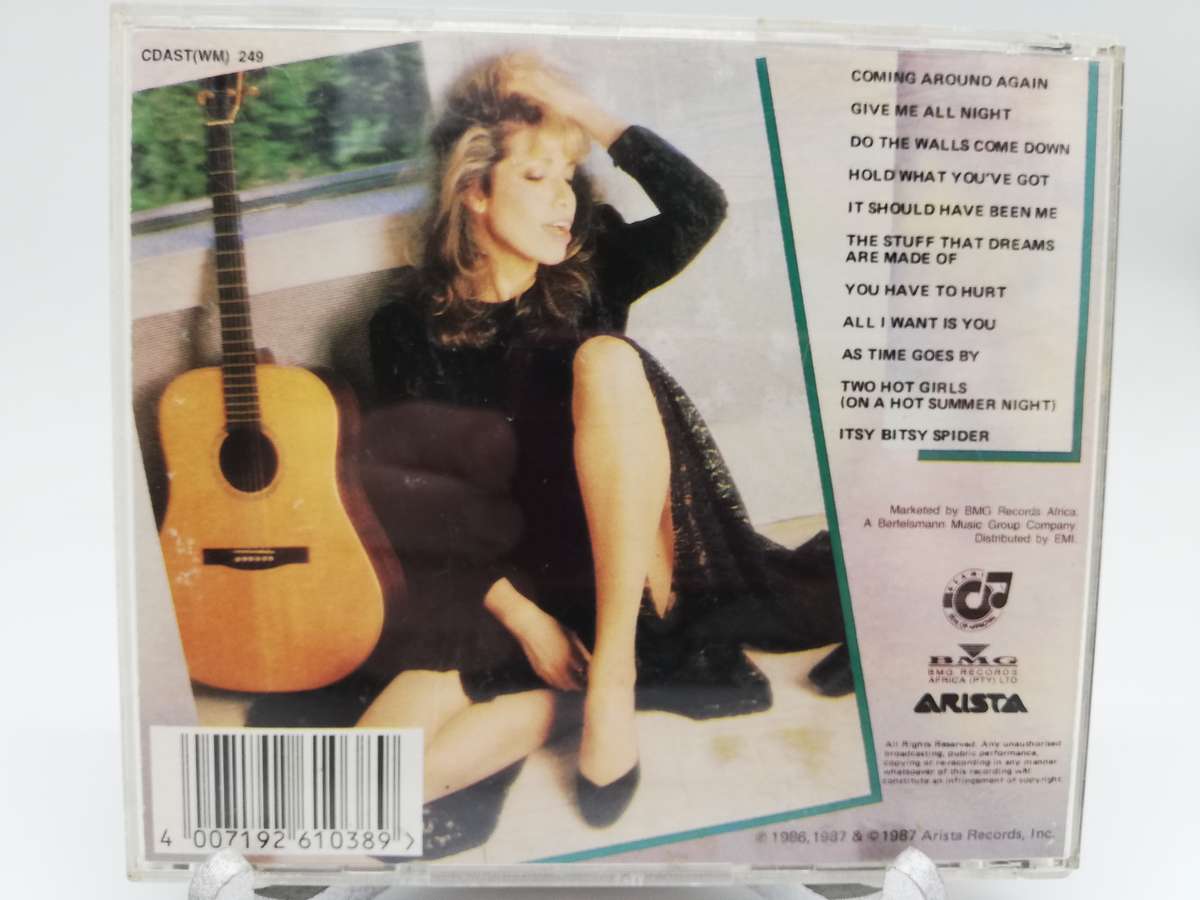 CDAST(WM) 249
COMING AROUND AGAIN
GIVE ME ALL NIGHT
DO THE WALLS COME DOWN
HOLD WHAT YOU'VE GOT
IT SHOULD HAVE BEEN ME
THE STUFF THAT DREAMS
ARE MADE OF
YOU HAVE TO HURT
ALL I WANT IS YOU
AS TIME GOES BY
TWO HOT GIRLS
(ON A HOT SUMMER NIGHT)
ITSY BITSY SPIDER
Marketed by BMG Records Africa.
A Bertelsmann Music Group Company.
Distributed by EMI.
BMG
BMG RECORDS
AFRICA (PTY) LTD
ARISTA
All Rights Reserved. Any unauthorised
broadcasting, public performance,
copying or re-recording in any manner
whatsoever of this recording will
constitute an infringement of copyright.
℗ 1986, 1987 & © 1987 Arista Records, Inc.
4 007192 610389 >